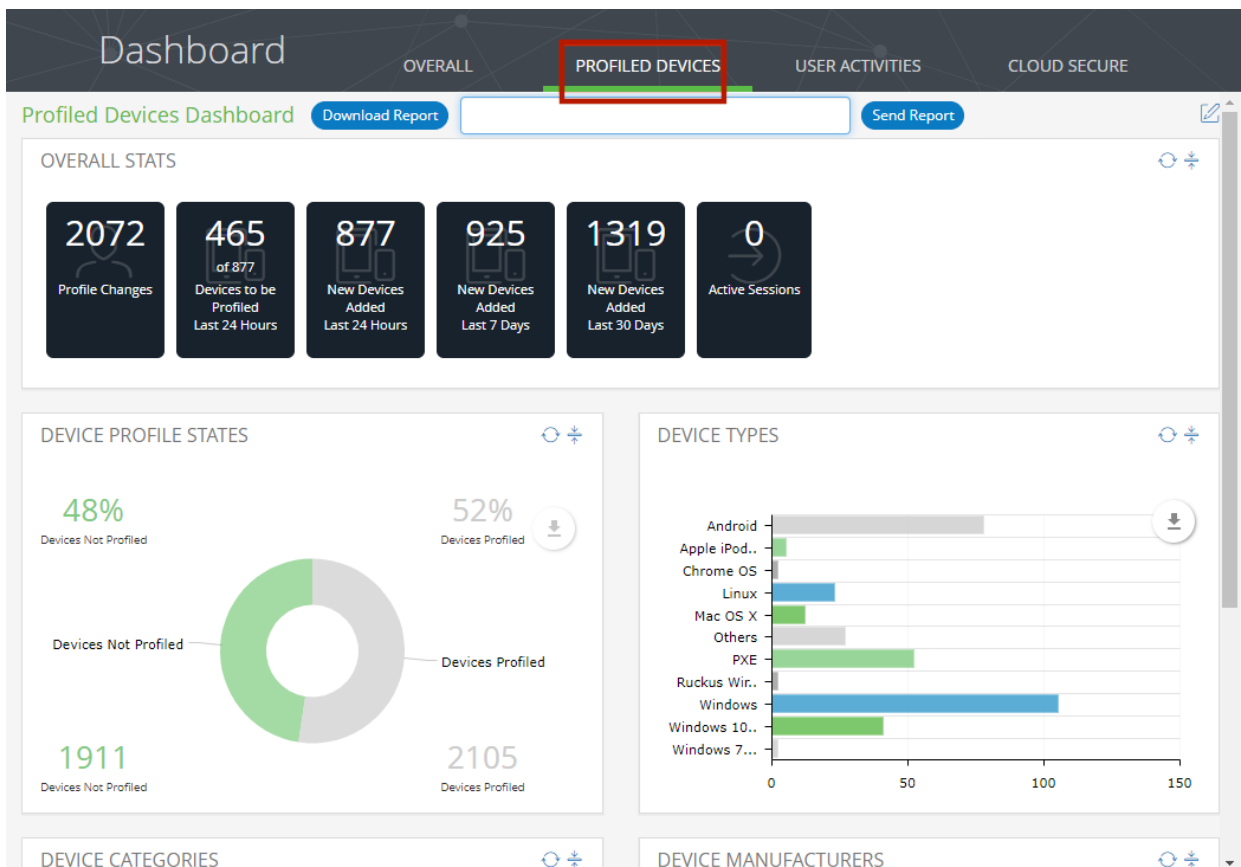 Dashboard
OVERALL
PROFILED DEVICES
USER ACTIVITIES
CLOUD SECURE
Profiled Devices Dashboard
Download Report
Send Report
OVERALL STATS
2072
Profile Changes
465
of 877
Devices to be
Profiled
Last 24 Hours
877
New Devices
Added
Last 24 Hours
925
New Devices
Added
Last 7 Days
1319
New Devices
Added
Last 30 Days
0
Active Sessions
DEVICE PROFILE STATES
48%
Devices Not Profiled
52%
Devices Profiled
Devices Not Profiled
Devices Profiled
1911
Devices Not Profiled
2105
Devices Profiled
DEVICE TYPES
Android
Apple iPod..
Chrome OS
Linux
Mac OS X
Others
PXE
Ruckus Wir..
Windows
Windows 10..
Windows 7...
0 50 100 150
DEVICE CATEGORIES
DEVICE MANUFACTURERS